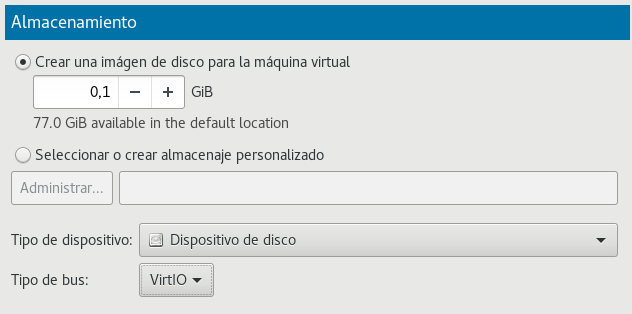 Almacenamiento
Crear una imágen de disco para la máquina virtual
0,1 − + GiB
77.0 GiB available in the default location
Seleccionar o crear almacenaje personalizado
Administrar...
Tipo de dispositivo: Dispositivo de disco
Tipo de bus: VirtIO